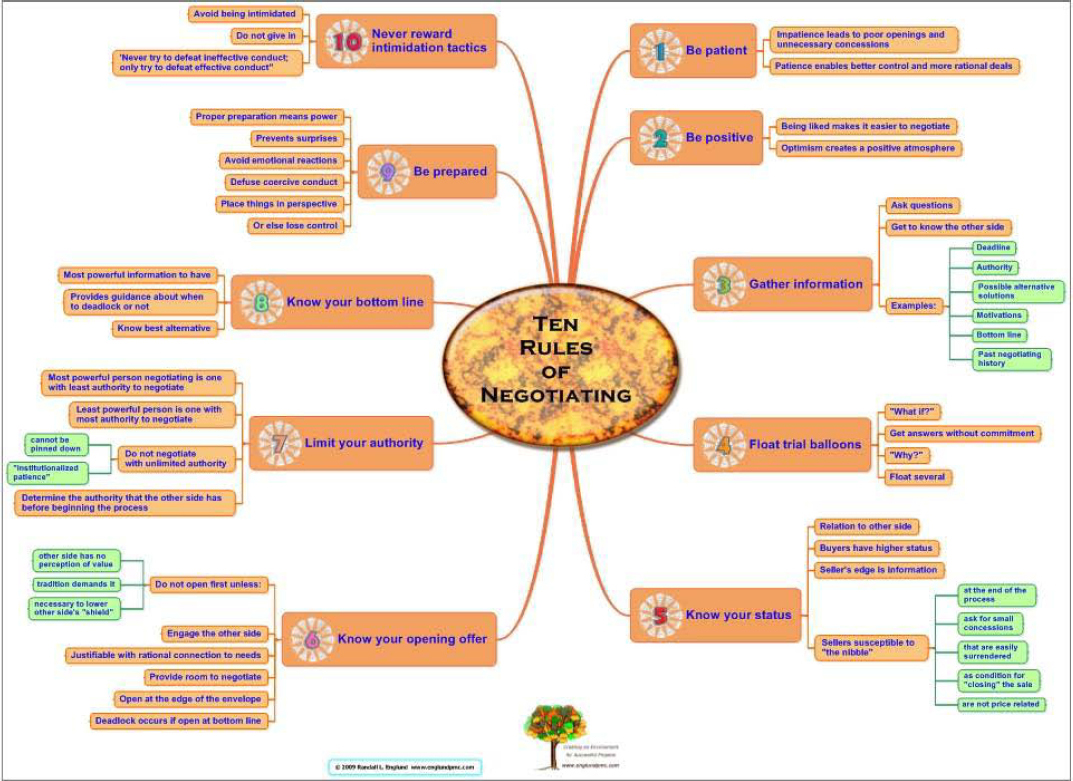 TEN
RULES
OF
NEGOTIATING
1
Be patient
Impatience leads to poor openings and
unnecessary concessions
Patience enables better control and more rational deals
2
Be positive
Being liked makes it easier to negotiate
Optimism creates a positive atmosphere
3
Gather information
Ask questions
Get to know the other side
Examples:
Deadline
Authority
Possible alternative
solutions
Motivations
Bottom line
Past negotiating
history
4
Float trial balloons
"What if?"
Get answers without commitment
"Why?"
Float several
5
Know your status
Relation to other side
Buyers have higher status
Seller's edge is information
Sellers susceptible to
"the nibble"
at the end of the
process
ask for small
concessions
that are easily
surrendered
as condition for
"closing" the sale
are not price related
6
Know your opening offer
Do not open first unless:
other side has no
perception of value
tradition demands it
necessary to lower
other side's "shield"
Engage the other side
Justifiable with rational connection to needs
Provide room to negotiate
Open at the edge of the envelope
Deadlock occurs if open at bottom line
7
Limit your authority
Most powerful person negotiating is one
with least authority to negotiate
Least powerful person is one with
most authority to negotiate
Do not negotiate
with unlimited authority
cannot be
pinned down
"Institutionalized
patience"
Determine the authority that the other side has
before beginning the process
8
Know your bottom line
Most powerful information to have
Provides guidance about when
to deadlock or not
Know best alternative
9
Be prepared
Proper preparation means power
Prevents surprises
Avoid emotional reactions
Defuse coercive conduct
Place things in perspective
Or else lose control
10
Never reward
intimidation tactics
Avoid being intimidated
Do not give in
'Never try to defeat ineffective conduct;
only try to defeat effective conduct"
© 2009 Randall L. Englund www.englundpmc.com
Creating an Environment
for Successful Projects
www.englundpmc.com